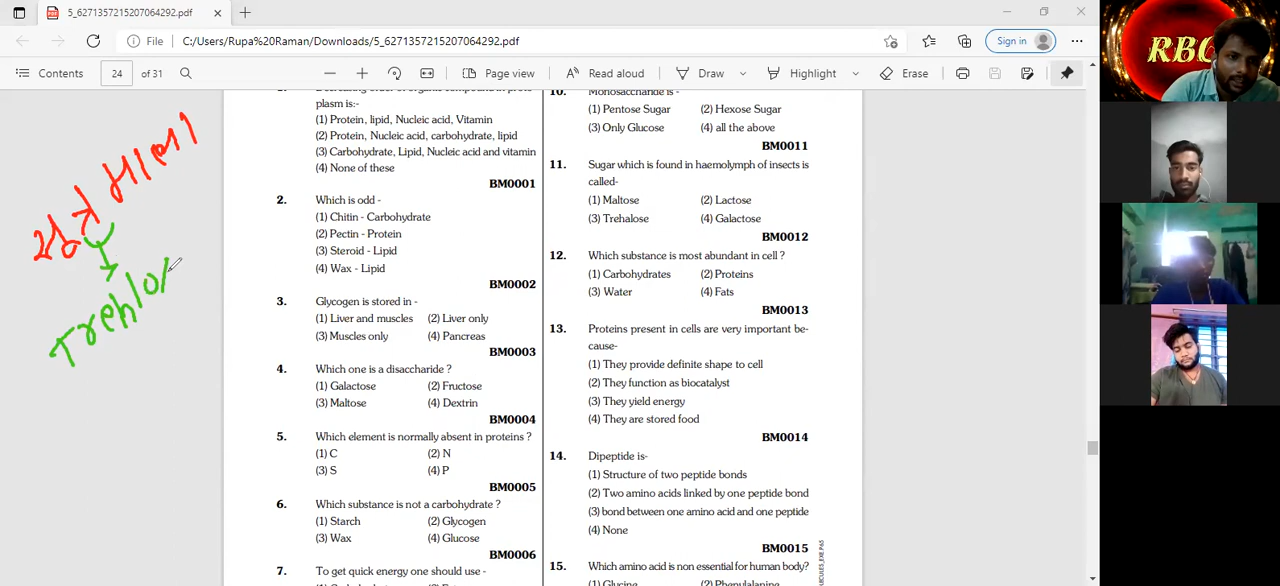 5_6271357215207064292.pdf
File
C:/Users/Rupa%20Raman/Downloads/5_6271357215207064292.pdf
Sign in
Contents
24
of 31
Page view
Read aloud
Draw
Highlight
Erase
plasm is:-
(1) Protein, lipid, Nucleic acid, Vitamin
(2) Protein, Nucleic acid, carbohydrate, lipid
(3) Carbohydrate, Lipid, Nucleic acid and vitamin
(4) None of these
BM0001
2. Which is odd -
(1) Chitin - Carbohydrate
(2) Pectin - Protein
(3) Steroid - Lipid
(4) Wax - Lipid
BM0002
3. Glycogen is stored in -
(1) Liver and muscles (2) Liver only
(3) Muscles only (4) Pancreas
BM0003
4. Which one is a disaccharide ?
(1) Galactose (2) Fructose
(3) Maltose (4) Dextrin
BM0004
5. Which element is normally absent in proteins ?
(1) C (2) N
(3) S (4) P
BM0005
6. Which substance is not a carbohydrate ?
(1) Starch (2) Glycogen
(3) Wax (4) Glucose
BM0006
7. To get quick energy one should use -
10. Monosaccharide is -
(1) Pentose Sugar (2) Hexose Sugar
(3) Only Glucose (4) all the above
BM0011
11. Sugar which is found in haemolymph of insects is
called-
(1) Maltose (2) Lactose
(3) Trehalose (4) Galactose
BM0012
12. Which substance is most abundant in cell ?
(1) Carbohydrates (2) Proteins
(3) Water (4) Fats
BM0013
13. Proteins present in cells are very important be-
cause-
(1) They provide definite shape to cell
(2) They function as biocatalyst
(3) They yield energy
(4) They are stored food
BM0014
14. Dipeptide is-
(1) Structure of two peptide bonds
(2) Two amino acids linked by one peptide bond
(3) bond between one amino acid and one peptide
(4) None
BM0015
15. Which amino acid is non essential for human body?
(1) Glycine (2) Phenylalanine
Trehlo
RBC